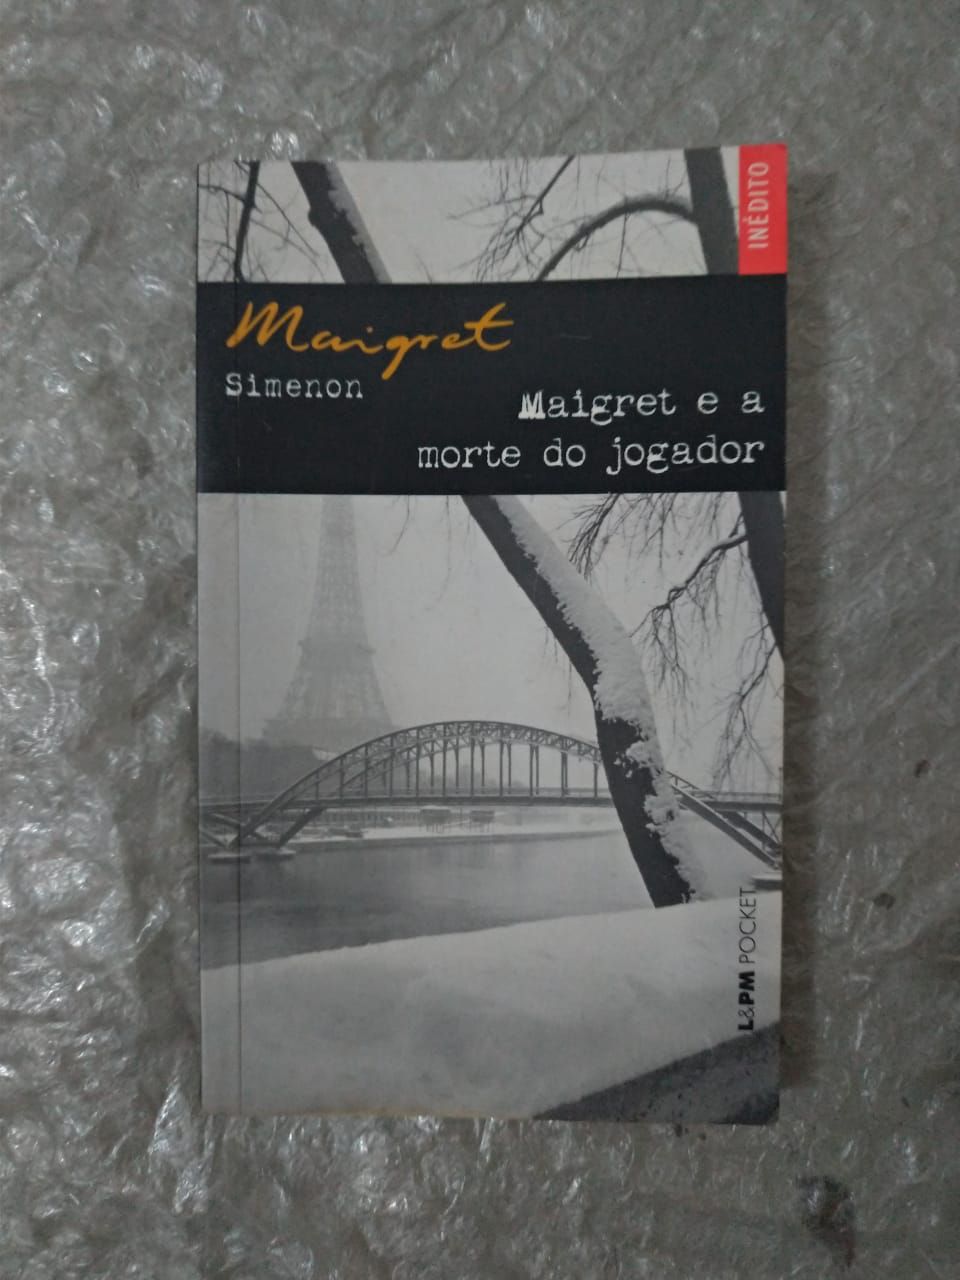 INÉDITO
Maigret
Simenon
Maigret e a
morte do jogador
L&PM POCKET